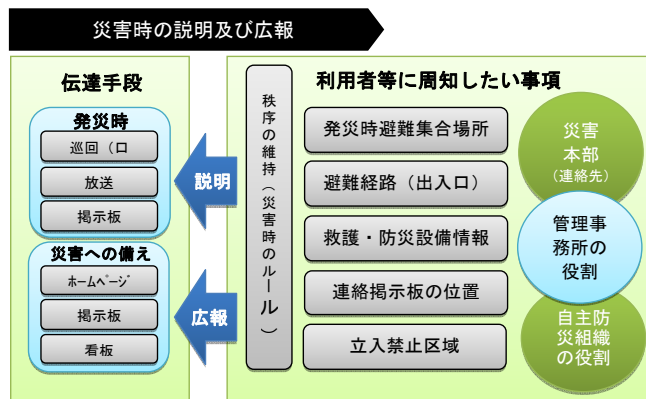 災害時の説明及び広報
伝達手段
発災時
巡回（口
放送
掲示板
災害への備え
ホームページ
掲示板
看板
説明
広報
利用者等に周知したい事項
秩序の維持（災害時のルール）
発災時避難集合場所
避難経路（出入口）
救護・防災設備情報
連絡掲示板の位置
立入禁止区域
災害
本部
（連絡先）
管理事
務所の
役割
自主防
災組織
の役割